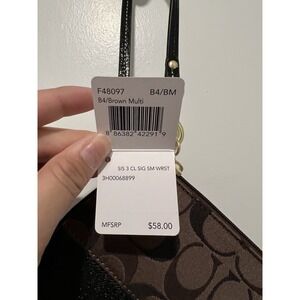 F48097 B4/BM
B4/Brown Multi
8 86382 42291 9
SIS 3 CL SIG SM WRST
3H00068899
MFSRP $58.00